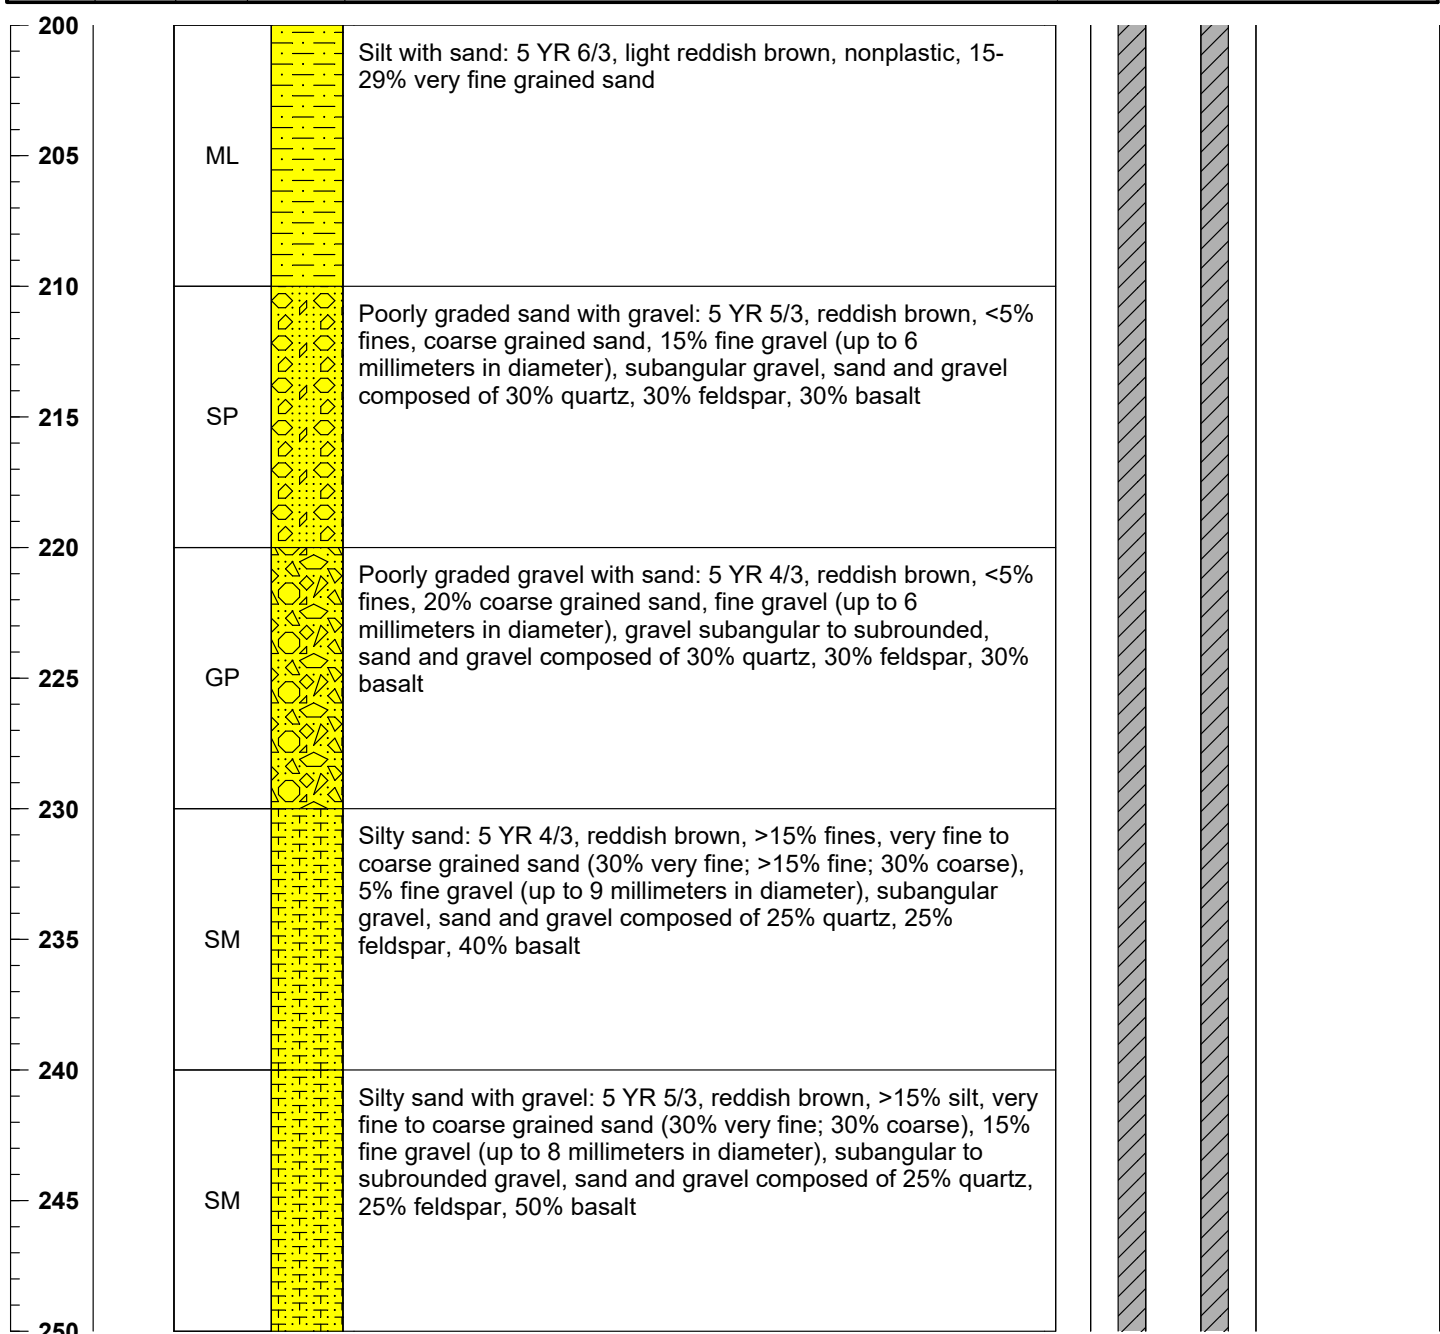 200
Silt with sand: 5 YR 6/3, light reddish brown, nonplastic, 15-
29% very fine grained sand
205
ML
210
Poorly graded sand with gravel: 5 YR 5/3, reddish brown, <5%
fines, coarse grained sand, 15% fine gravel (up to 6
millimeters in diameter), subangular gravel, sand and gravel
composed of 30% quartz, 30% feldspar, 30% basalt
215
SP
220
Poorly graded gravel with sand: 5 YR 4/3, reddish brown, <5%
fines, 20% coarse grained sand, fine gravel (up to 6
millimeters in diameter), gravel subangular to subrounded,
sand and gravel composed of 30% quartz, 30% feldspar, 30%
basalt
225
GP
230
Silty sand: 5 YR 4/3, reddish brown, >15% fines, very fine to
coarse grained sand (30% very fine; >15% fine; 30% coarse),
5% fine gravel (up to 9 millimeters in diameter), subangular
gravel, sand and gravel composed of 25% quartz, 25%
feldspar, 40% basalt
235
SM
240
Silty sand with gravel: 5 YR 5/3, reddish brown, >15% silt, very
fine to coarse grained sand (30% very fine; 30% coarse), 15%
fine gravel (up to 8 millimeters in diameter), subangular to
subrounded gravel, sand and gravel composed of 25% quartz,
25% feldspar, 50% basalt
245
SM
250